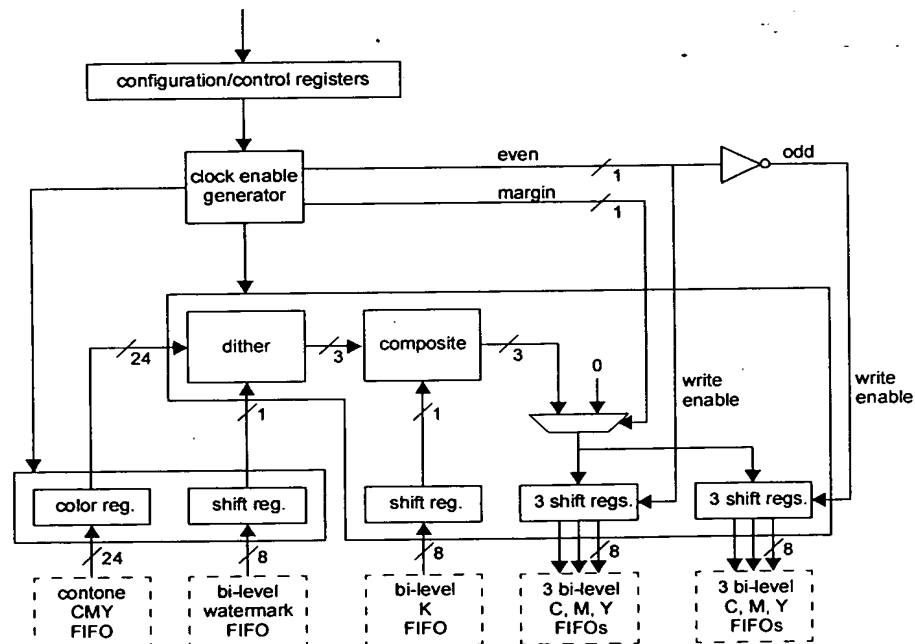 configuration/control registers
clock enable
generator
even
1
odd
margin
1
dither
composite
24
3
3
0
1
1
write
enable
write
enable
color reg.
shift reg.
shift reg.
3 shift regs.
3 shift regs.
24
8
8
8
8
contone
CMY
FIFO
bi-level
watermark
FIFO
bi-level
K
FIFO
3 bi-level
C, M, Y
FIFOs
3 bi-level
C, M, Y
FIFOs